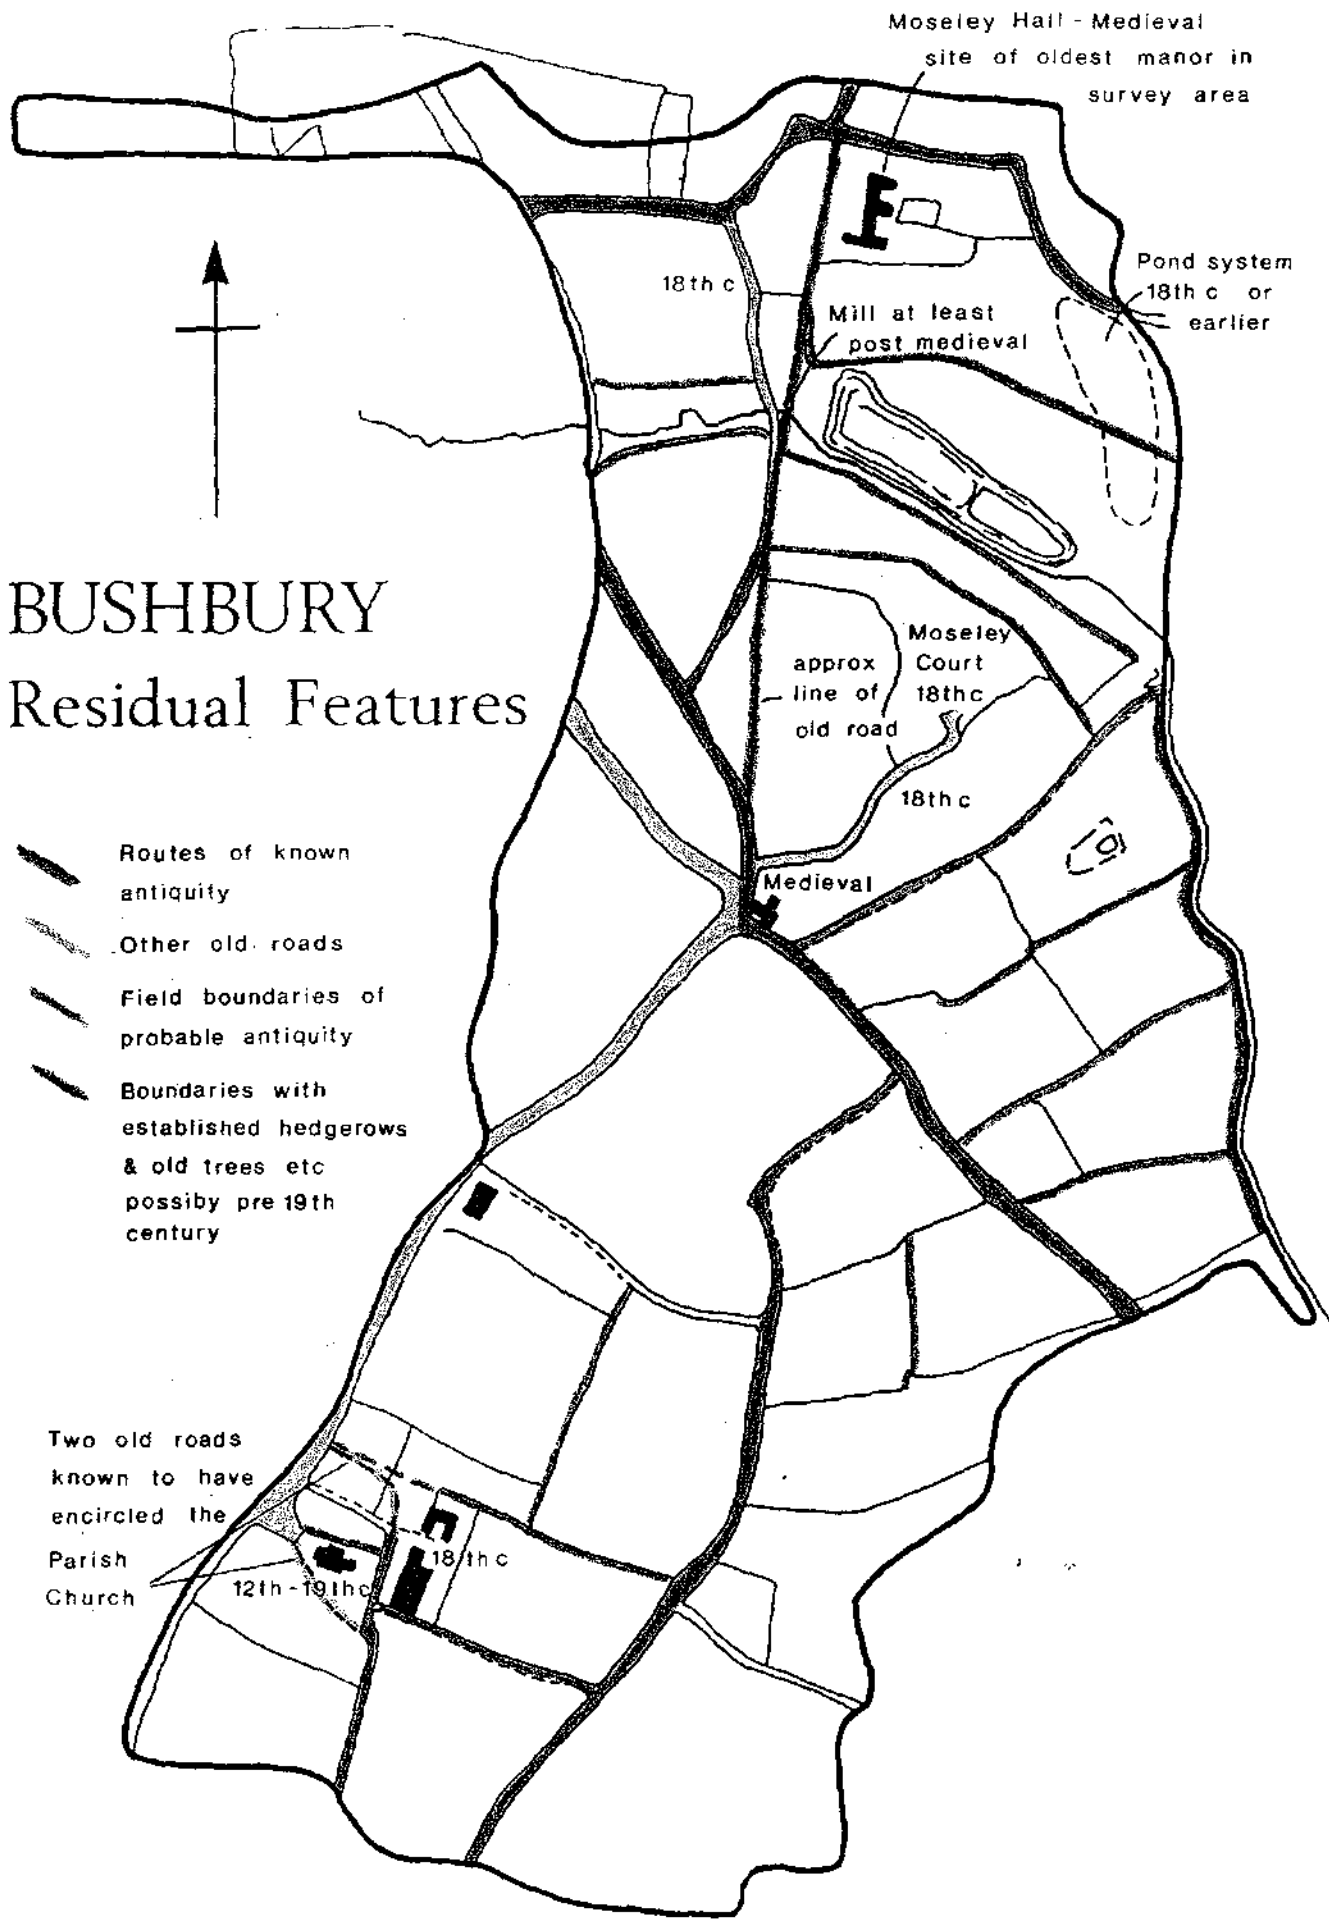 Moseley Hall - Medieval
site of oldest manor in
survey area
Pond system
18th c or
earlier
18th c
Mill at least
post medieval
BUSHBURY
Residual Features
Moseley
Court
18th c
approx
line of
old road
18th c
Medieval
Routes of known
antiquity
Other old roads
Field boundaries of
probable antiquity
Boundaries with
established hedgerows
& old trees etc
possiby pre 19th
century
Two old roads
known to have
encircled the
Parish
Church
18th c
12th - 19th c